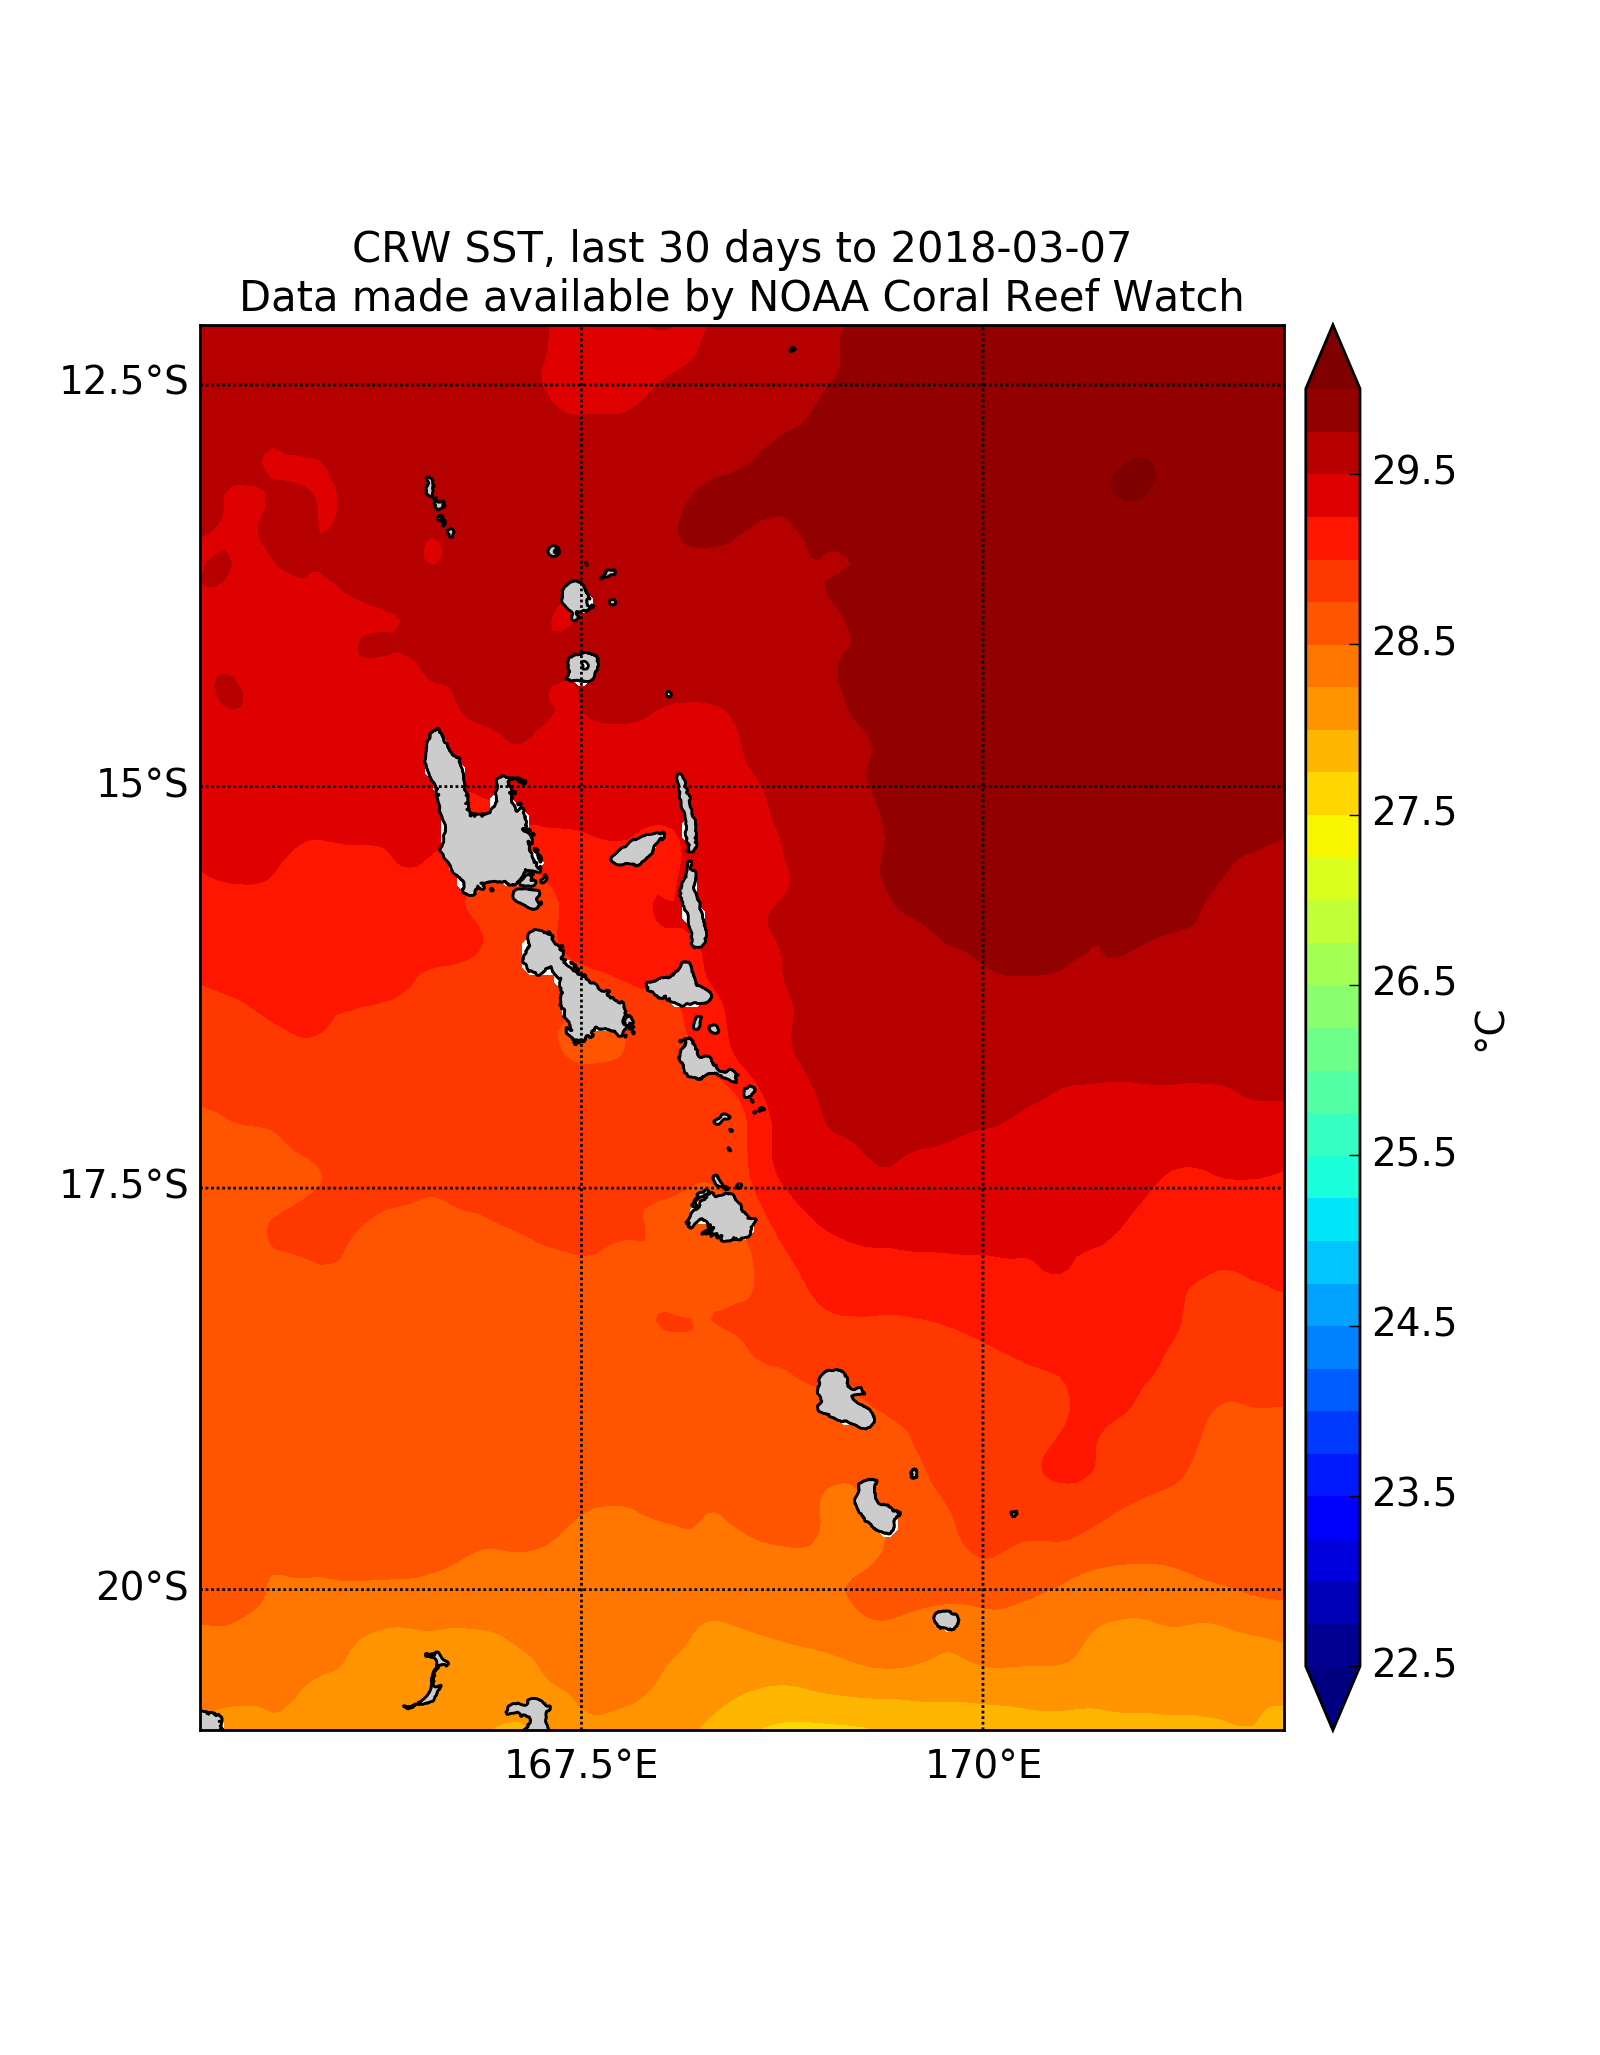 CRW SST, last 30 days to 2018-03-07
Data made available by NOAA Coral Reef Watch
12.5°S
15°S
17.5°S
20°S
167.5°E
170°E
29.5
28.5
27.5
26.5
25.5
24.5
23.5
22.5
°C